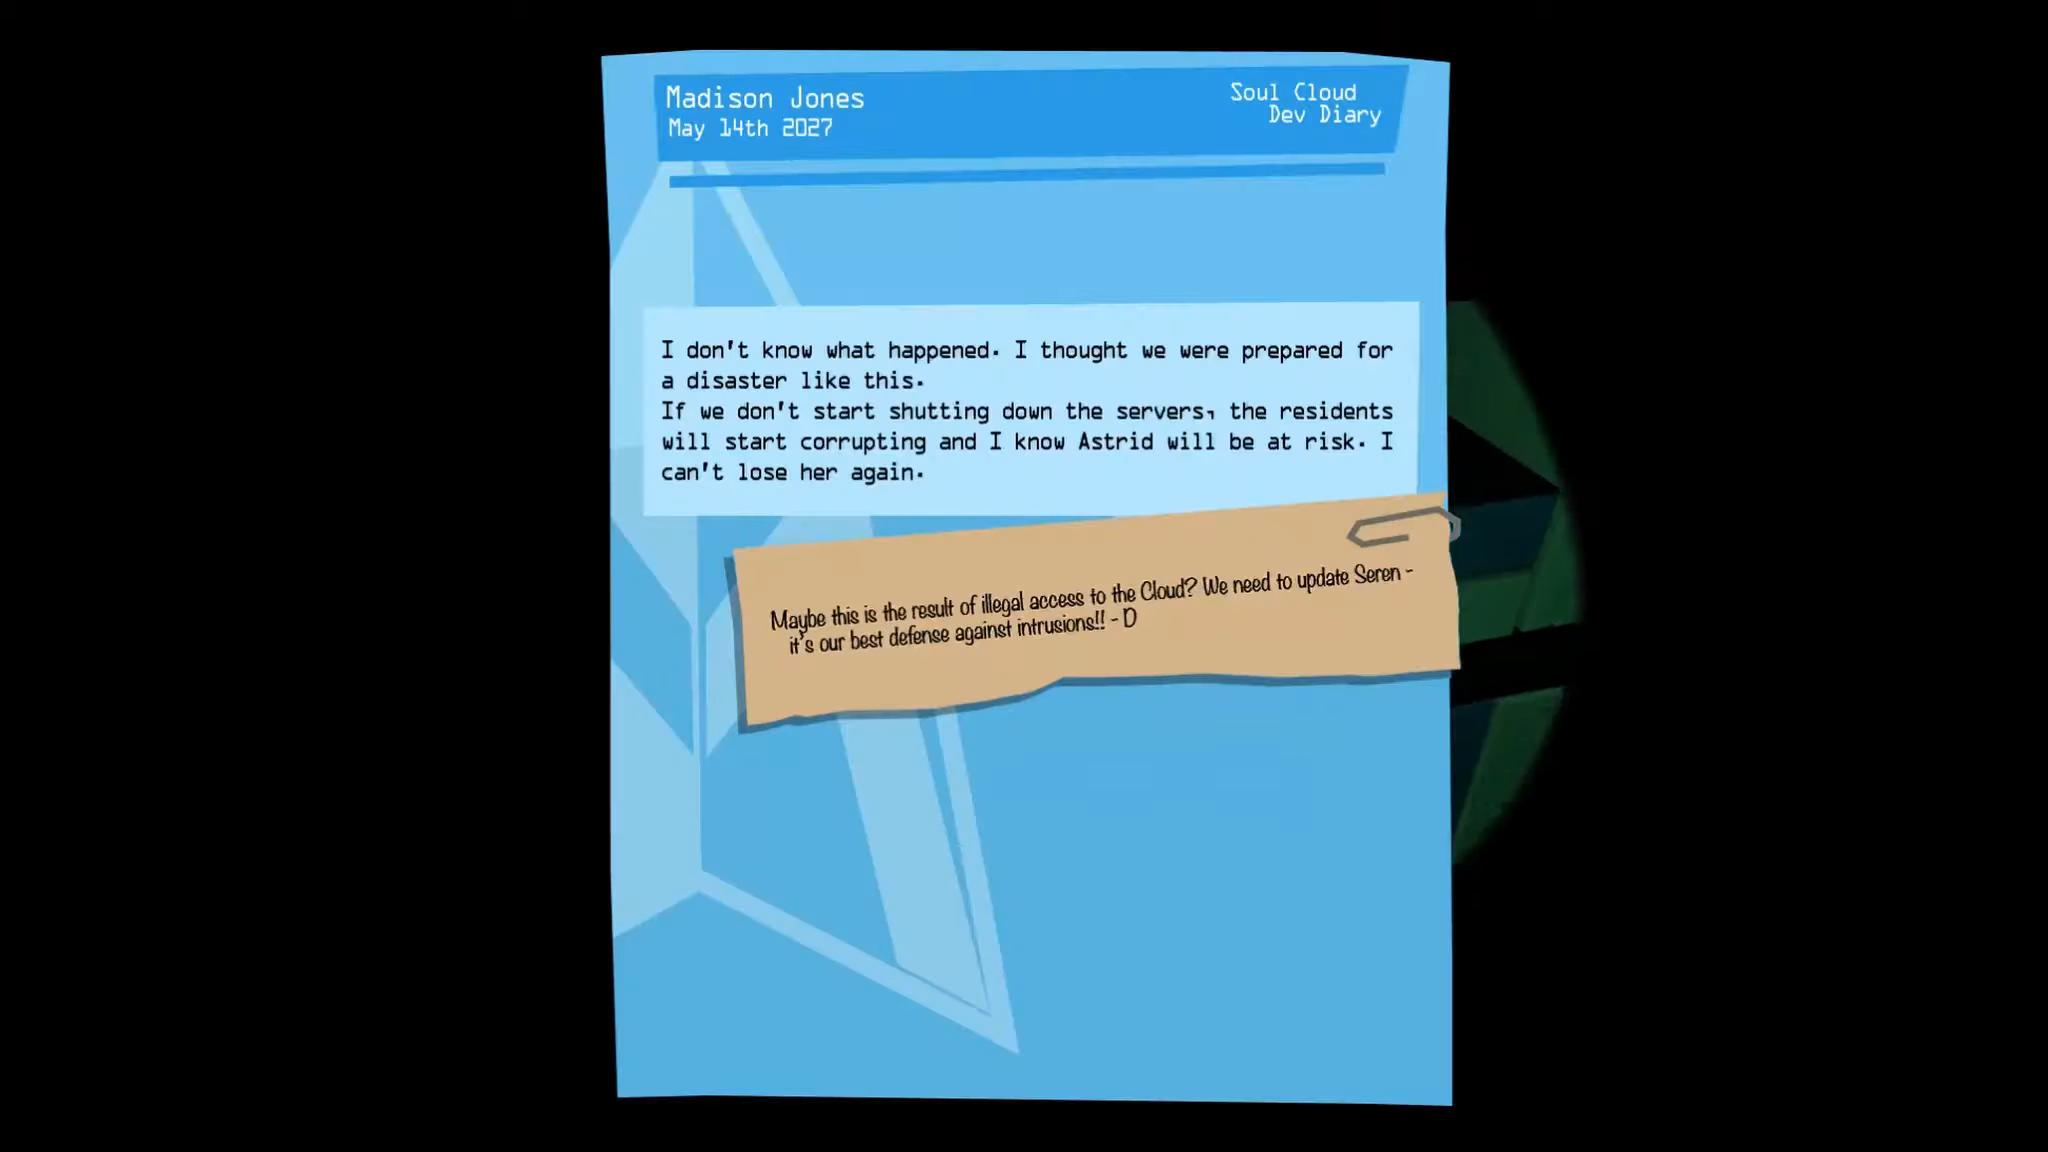 Madison Jones
May 14th 2027
Soul Cloud
Dev Diary
I don't know what happened. I thought we were prepared for
a disaster like this.
If we don't start shutting down the servers, the residents
will start corrupting and I know Astrid will be at risk. I
can't lose her again.
Maybe this is the result of illegal access to the Cloud? We need to update Seren -
it's our best defense against intrusions!! - D